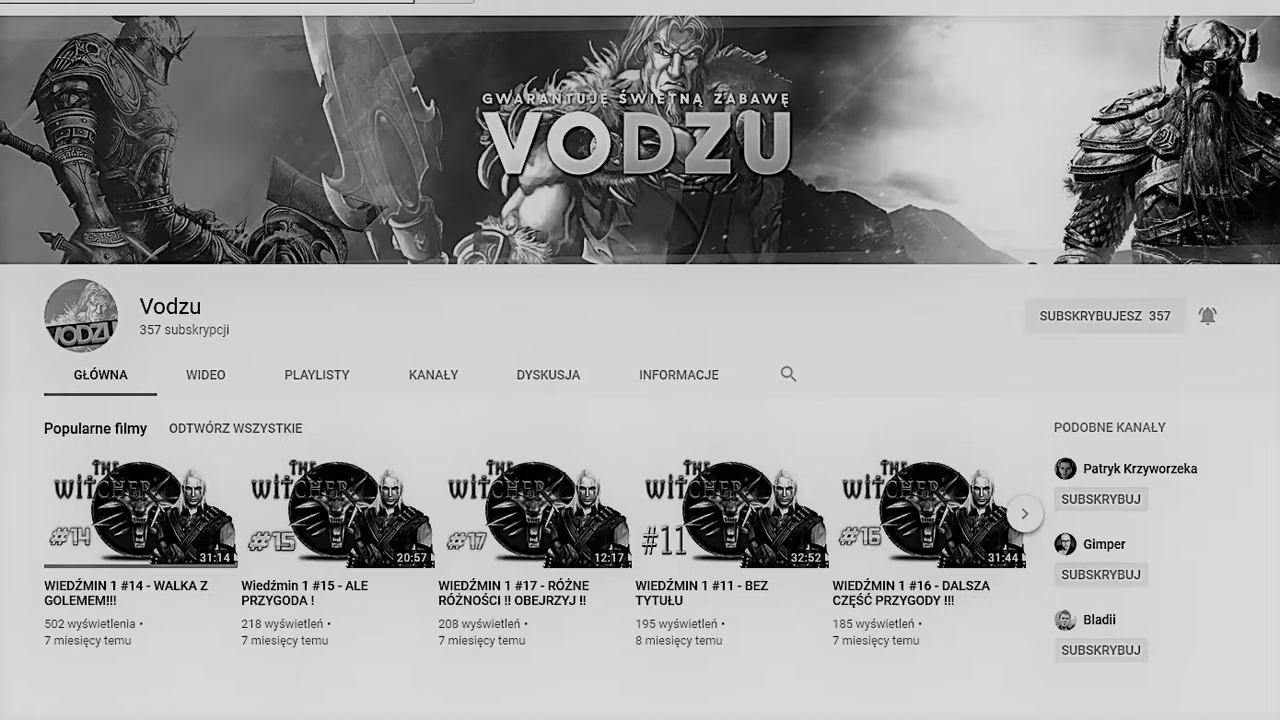 GWARANTUJĘ ŚWIETNĄ ZABAWĘ
VODZU
VODZU
Vodzu
357 subskrypcji
SUBSKRYBUJESZ 357
GŁÓWNA WIDEO PLAYLISTY KANAŁY DYSKUSJA INFORMACJE
Popularne filmy ODTWÓRZ WSZYSTKIE
THE WITCHER
#14
31:14
WIEDŹMIN 1 #14 - WALKA Z
GOLEMEM!!!
502 wyświetlenia •
7 miesięcy temu
THE WITCHER
#15
20:57
Wiedźmin 1 #15 - ALE
PRZYGODA !
218 wyświetleń •
7 miesięcy temu
THE WITCHER
#17
12:17
WIEDŹMIN 1 #17 - RÓŻNE
RÓŻNOŚCI !! OBEJRZYJ !!
208 wyświetleń •
7 miesięcy temu
THE WITCHER
#11
32:52
WIEDŹMIN 1 #11 - BEZ
TYTUŁU
195 wyświetleń •
8 miesięcy temu
THE WITCHER
#16
31:44
WIEDŹMIN 1 #16 - DALSZA
CZĘŚĆ PRZYGODY !!!
185 wyświetleń •
7 miesięcy temu
PODOBNE KANAŁY
Patryk Krzyworzeka
SUBSKRYBUJ
Gimper
SUBSKRYBUJ
Bladii
SUBSKRYBUJ